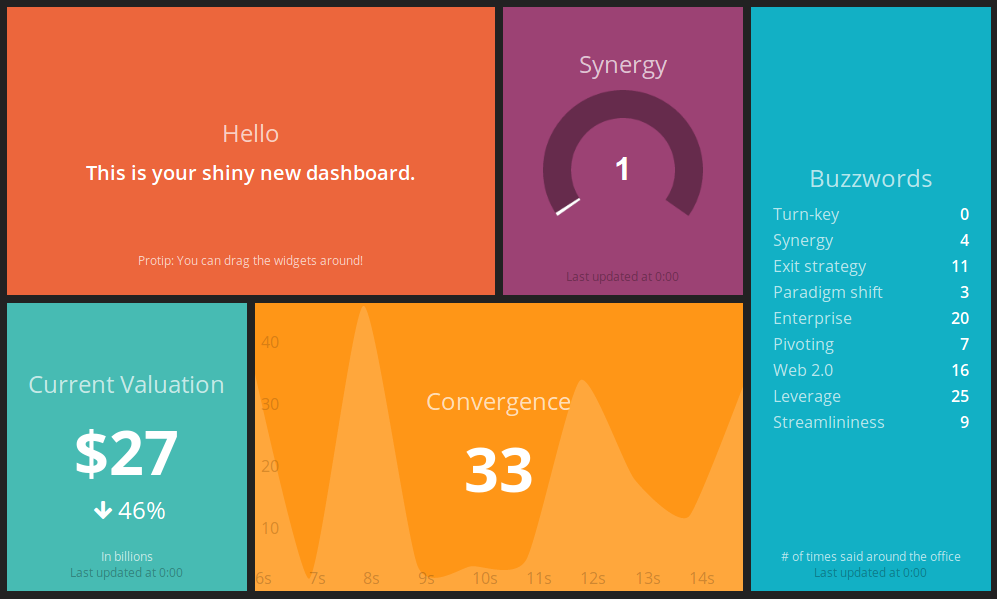 Hello
This is your shiny new dashboard.
Protip: You can drag the widgets around!
Synergy
1
Last updated at 0:00
Buzzwords
Turn-key 0
Synergy 4
Exit strategy 11
Paradigm shift 3
Enterprise 20
Pivoting 7
Web 2.0 16
Leverage 25
Streamlininess 9
# of times said around the office
Last updated at 0:00
Current Valuation
$27
46%
In billions
Last updated at 0:00
Convergence
33
40
30
20
10
6s 7s 8s 9s 10s 11s 12s 13s 14s